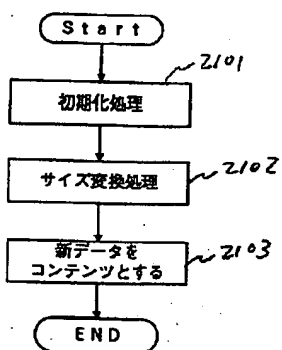 Start
2101
初期化処理
2102
サイズ変換処理
2103
新データを
コンテンツとする
END